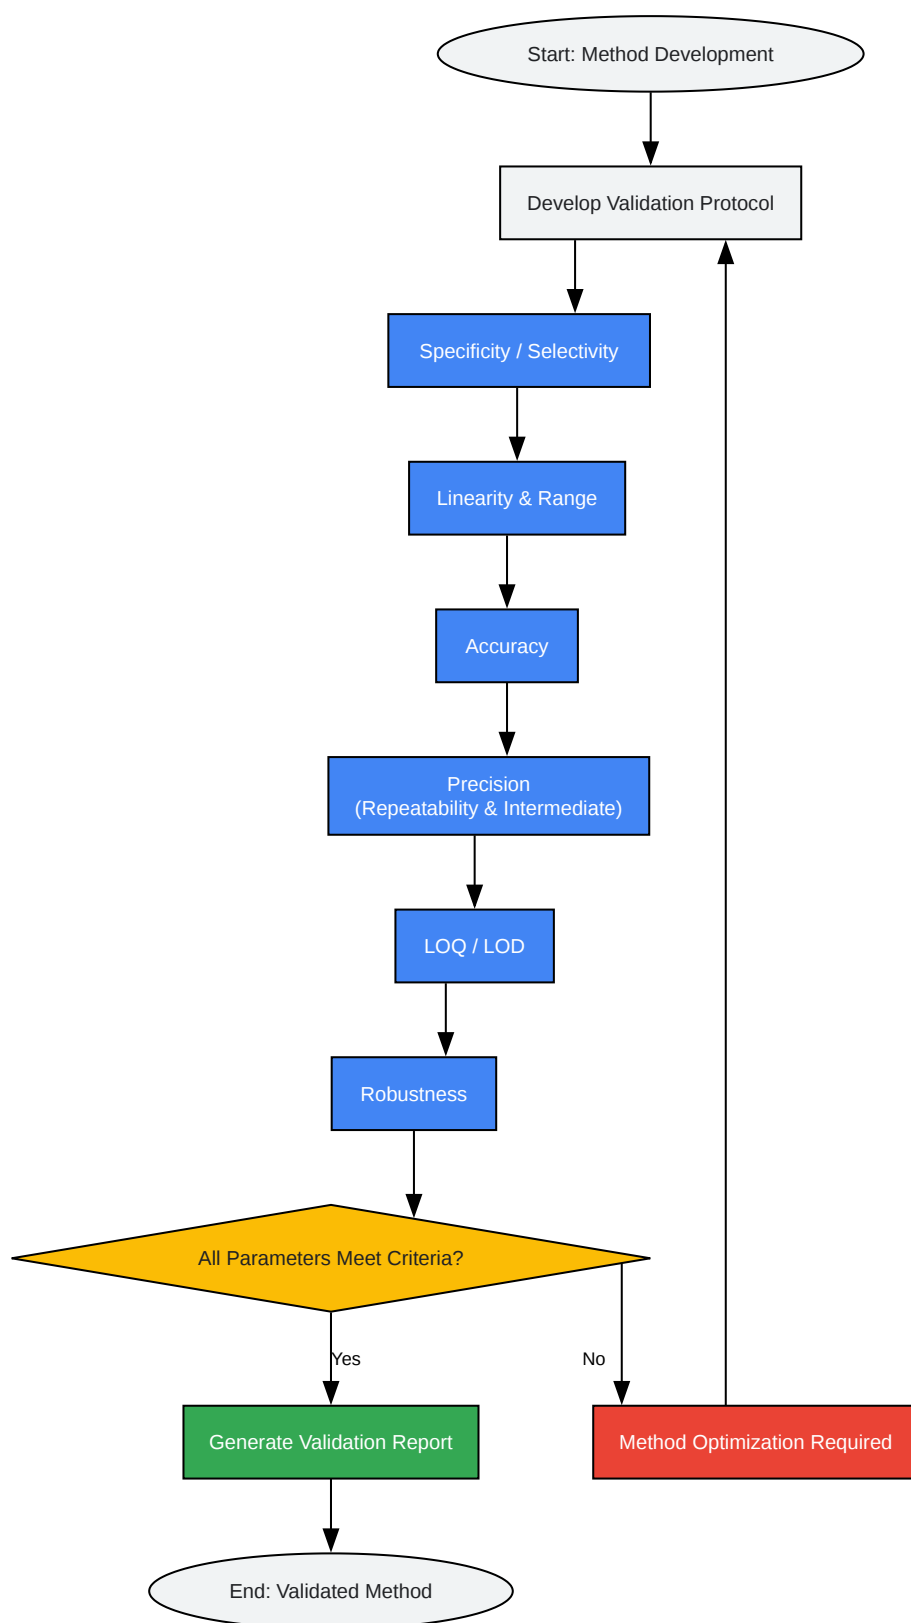 Start: Method Development
Develop Validation Protocol
Specificity / Selectivity
Linearity & Range
Accuracy
Precision
(Repeatability & Intermediate)
LOQ / LOD
Robustness
All Parameters Meet Criteria?
Yes
No
Generate Validation Report
Method Optimization Required
End: Validated Method